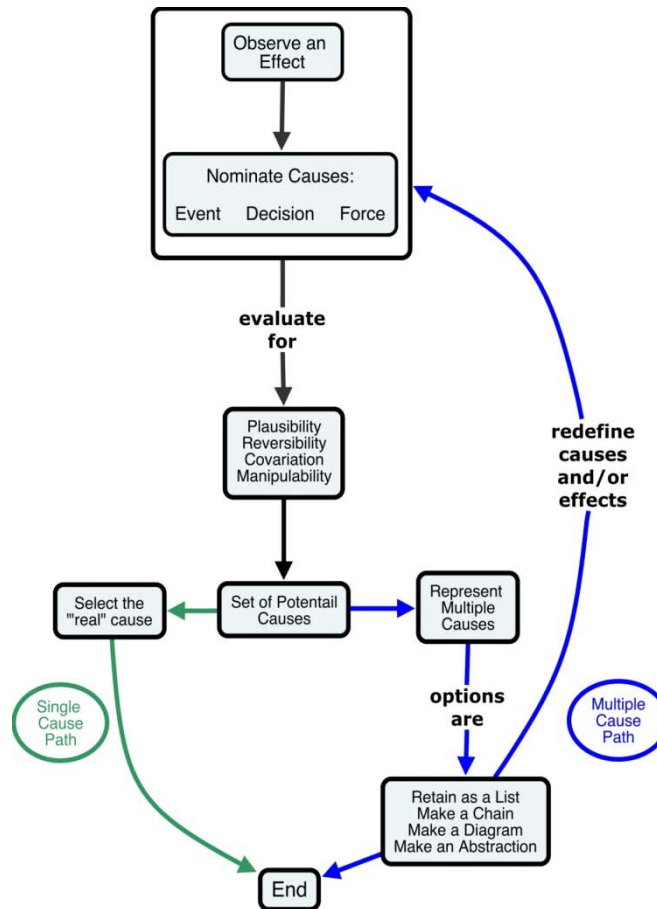 Observe an
Effect
Nominate Causes:
Event Decision Force
evaluate
for
Plausibility
Reversibility
Covariation
Manipulability
redefine
causes
and/or
effects
Select the
"real" cause
Set of Potentail
Causes
Represent
Multiple
Causes
Single
Cause
Path
options
are
Multiple
Cause
Path
Retain as a List
Make a Chain
Make a Diagram
Make an Abstraction
End